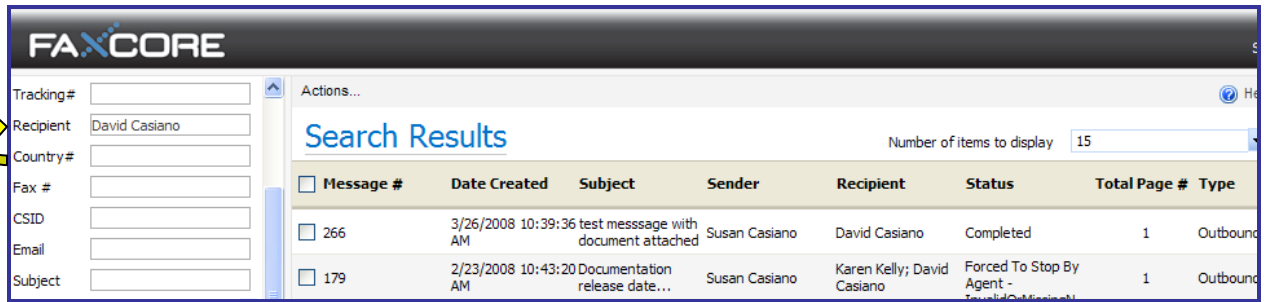 FAXCORE
Tracking#
Recipient David Casiano
Country#
Fax #
CSID
Email
Subject
Actions...
Search Results
Number of items to display 15
Message # Date Created Subject Sender Recipient Status Total Page # Type
266 3/26/2008 10:39:36 AM test messsage with document attached Susan Casiano David Casiano Completed 1 Outbound
179 2/23/2008 10:43:20 AM Documentation release date... Susan Casiano Karen Kelly; David Casiano Forced To Stop By Agent - 1 Outbound